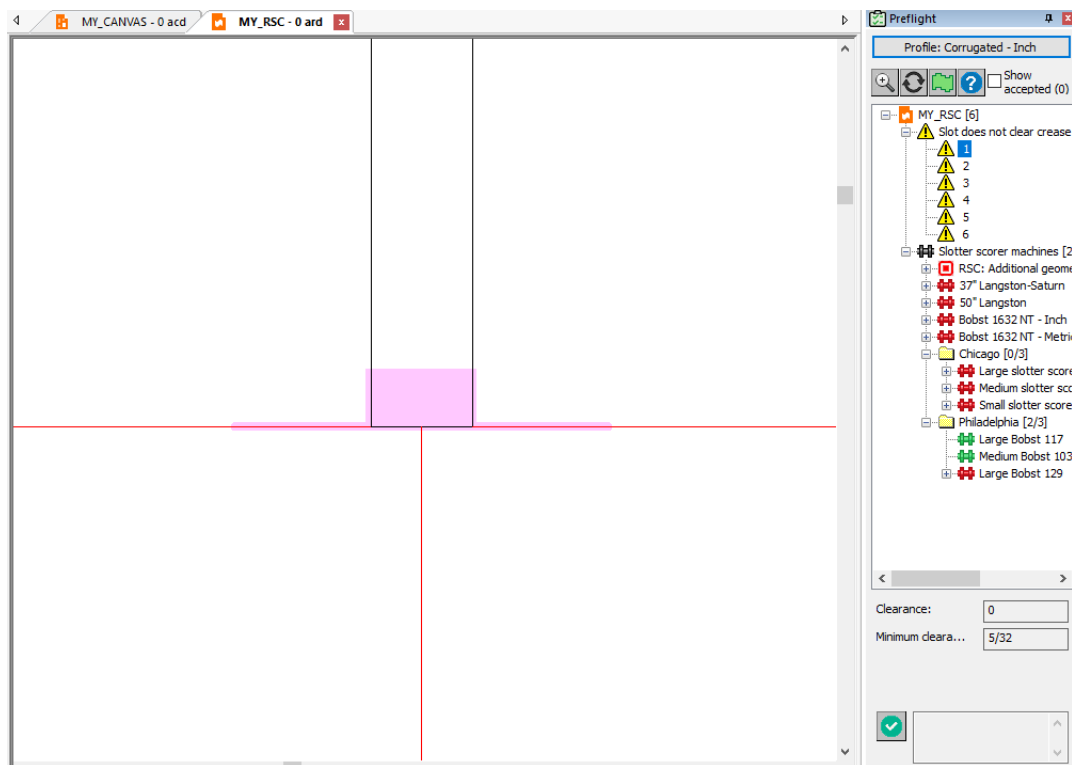 MY_CANVAS - 0 acd
MY_RSC - 0 ard
Preflight
Profile: Corrugated - Inch
Show
accepted (0)
MY_RSC [6]
Slot does not clear crease
1
2
3
4
5
6
Slotter scorer machines [2
RSC: Additional geome
37" Langston-Saturn
50" Langston
Bobst 1632 NT - Inch
Bobst 1632 NT - Metri
Chicago [0/3]
Large slotter score
Medium slotter sco
Small slotter score
Philadelphia [2/3]
Large Bobst 117
Medium Bobst 103
Large Bobst 129
Clearance:
0
Minimum cleara...
5/32